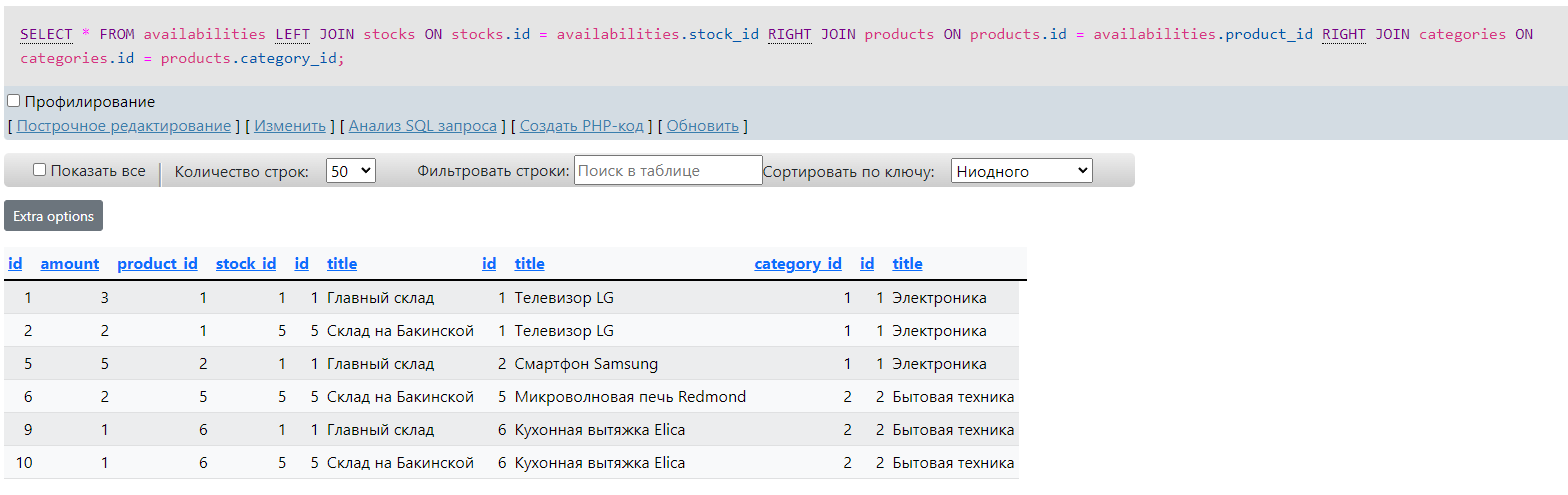 SELECT * FROM availabilities LEFT JOIN stocks ON stocks.id = availabilities.stock_id RIGHT JOIN products ON products.id = availabilities.product_id RIGHT JOIN categories ON
categories.id = products.category_id;
Профилирование
[ Построчное редактирование ] [ Изменить ] [ Анализ SQL запроса ] [ Создать PHP-код ] [ Обновить ]
Показать все Количество строк: 50 Фильтровать строки: Поиск в таблице Сортировать по ключу: Ниодного
Extra options
id amount product_id stock_id id title id title category_id id title
1 3 1 1 1 Главный склад 1 Телевизор LG 1 1 Электроника
2 2 1 5 5 Склад на Бакинской 1 Телевизор LG 1 1 Электроника
5 5 2 1 1 Главный склад 2 Смартфон Samsung 1 1 Электроника
6 2 5 5 5 Склад на Бакинской 5 Микроволновая печь Redmond 2 2 Бытовая техника
9 1 6 1 1 Главный склад 6 Кухонная вытяжка Elica 2 2 Бытовая техника
10 1 6 5 5 Склад на Бакинской 6 Кухонная вытяжка Elica 2 2 Бытовая техника